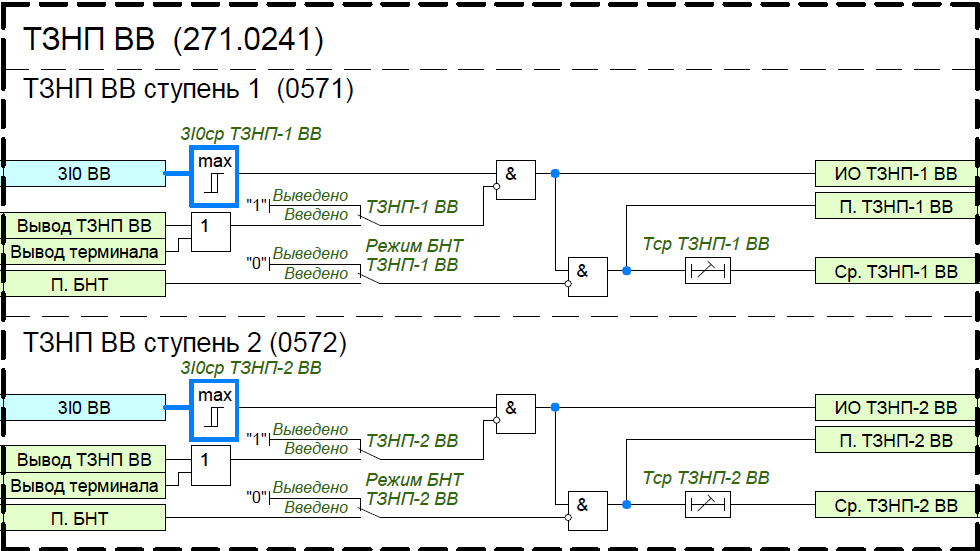 ТЗНП ВВ (271.0241)
ТЗНП ВВ ступень 1 (0571)
3I0ср ТЗНП-1 ВВ
max
3I0 ВВ
&
ИО ТЗНП-1 ВВ
"1"
Выведено
Введено
ТЗНП-1 ВВ
П. ТЗНП-1 ВВ
Вывод ТЗНП ВВ
1
Вывод терминала
"0"
Выведено
Введено
Режим БНТ
ТЗНП-1 ВВ
Тср ТЗНП-1 ВВ
&
Ср. ТЗНП-1 ВВ
П. БНТ
ТЗНП ВВ ступень 2 (0572)
3I0ср ТЗНП-2 ВВ
max
3I0 ВВ
&
ИО ТЗНП-2 ВВ
"1"
Выведено
Введено
ТЗНП-2 ВВ
П. ТЗНП-2 ВВ
Вывод ТЗНП ВВ
1
Вывод терминала
"0"
Выведено
Введено
Режим БНТ
ТЗНП-2 ВВ
Тср ТЗНП-2 ВВ
&
Ср. ТЗНП-2 ВВ
П. БНТ